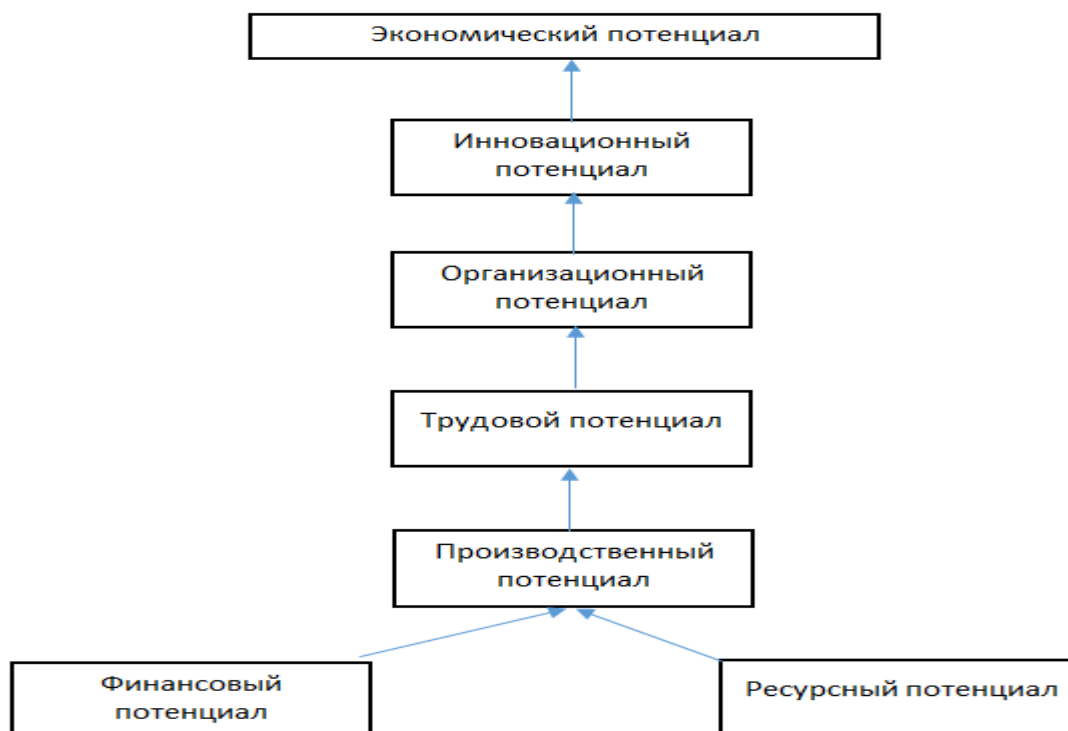 Экономический потенциал
Инновационный
потенциал
Организационный
потенциал
Трудовой потенциал
Производственный
потенциал
Финансовый
потенциал
Ресурсный потенциал